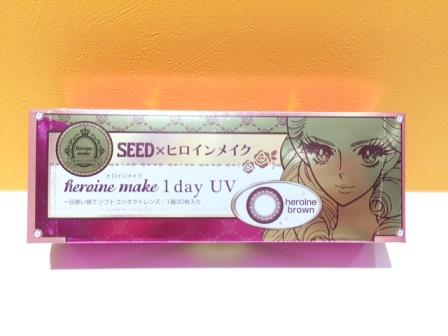 heroine
make
SEED×ヒロインメイク
ヒロインメイク
heroine make 1day UV
一日使い捨てソフトコンタクトレンズ：1箱30枚入り
heroine
brown